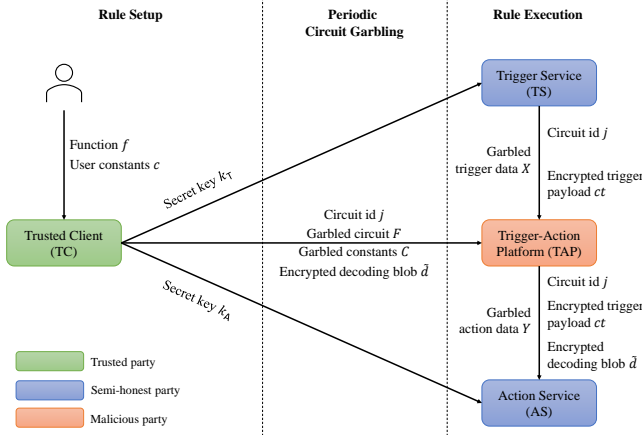 Rule Setup
Periodic
Circuit Garbling
Rule Execution
Trigger Service
(TS)
Function f
User constants c
Secret key k_T
Circuit id j
Garbled
trigger data X
Encrypted trigger
payload ct
Trusted Client
(TC)
Circuit id j
Garbled circuit F
Garbled constants C
Encrypted decoding blob d̃
Trigger-Action
Platform (TAP)
Secret key k_A
Circuit id j
Garbled
action data Y
Encrypted trigger
payload ct
Encrypted
decoding blob d̃
Trusted party
Semi-honest party
Malicious party
Action Service
(AS)